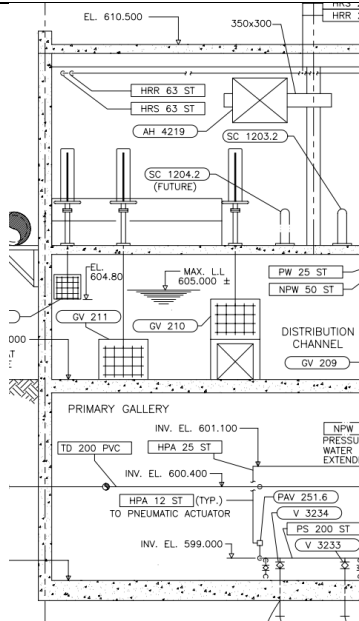 HRS
EL. 610.500
350x300
HRR
HRR 63 ST
HRS 63 ST
AH 4219
SC 1203.2
SC 1204.2
(FUTURE)
EL.
604.80
MAX. L.L
605.000 ±
PW 25 ST
NPW 50 ST
GV 211
GV 210
DISTRIBUTION
CHANNEL
GV 209
PRIMARY GALLERY
INV. EL. 601.100
NPW
PRESSU
WATER
EXTEND
TD 200 PVC
HPA 25 ST
INV. EL. 600.400
HPA 12 ST (TYP.)
TO PNEUMATIC ACTUATOR
PAV 251.6
V 3234
PS 200 ST
INV. EL. 599.000
V 3233